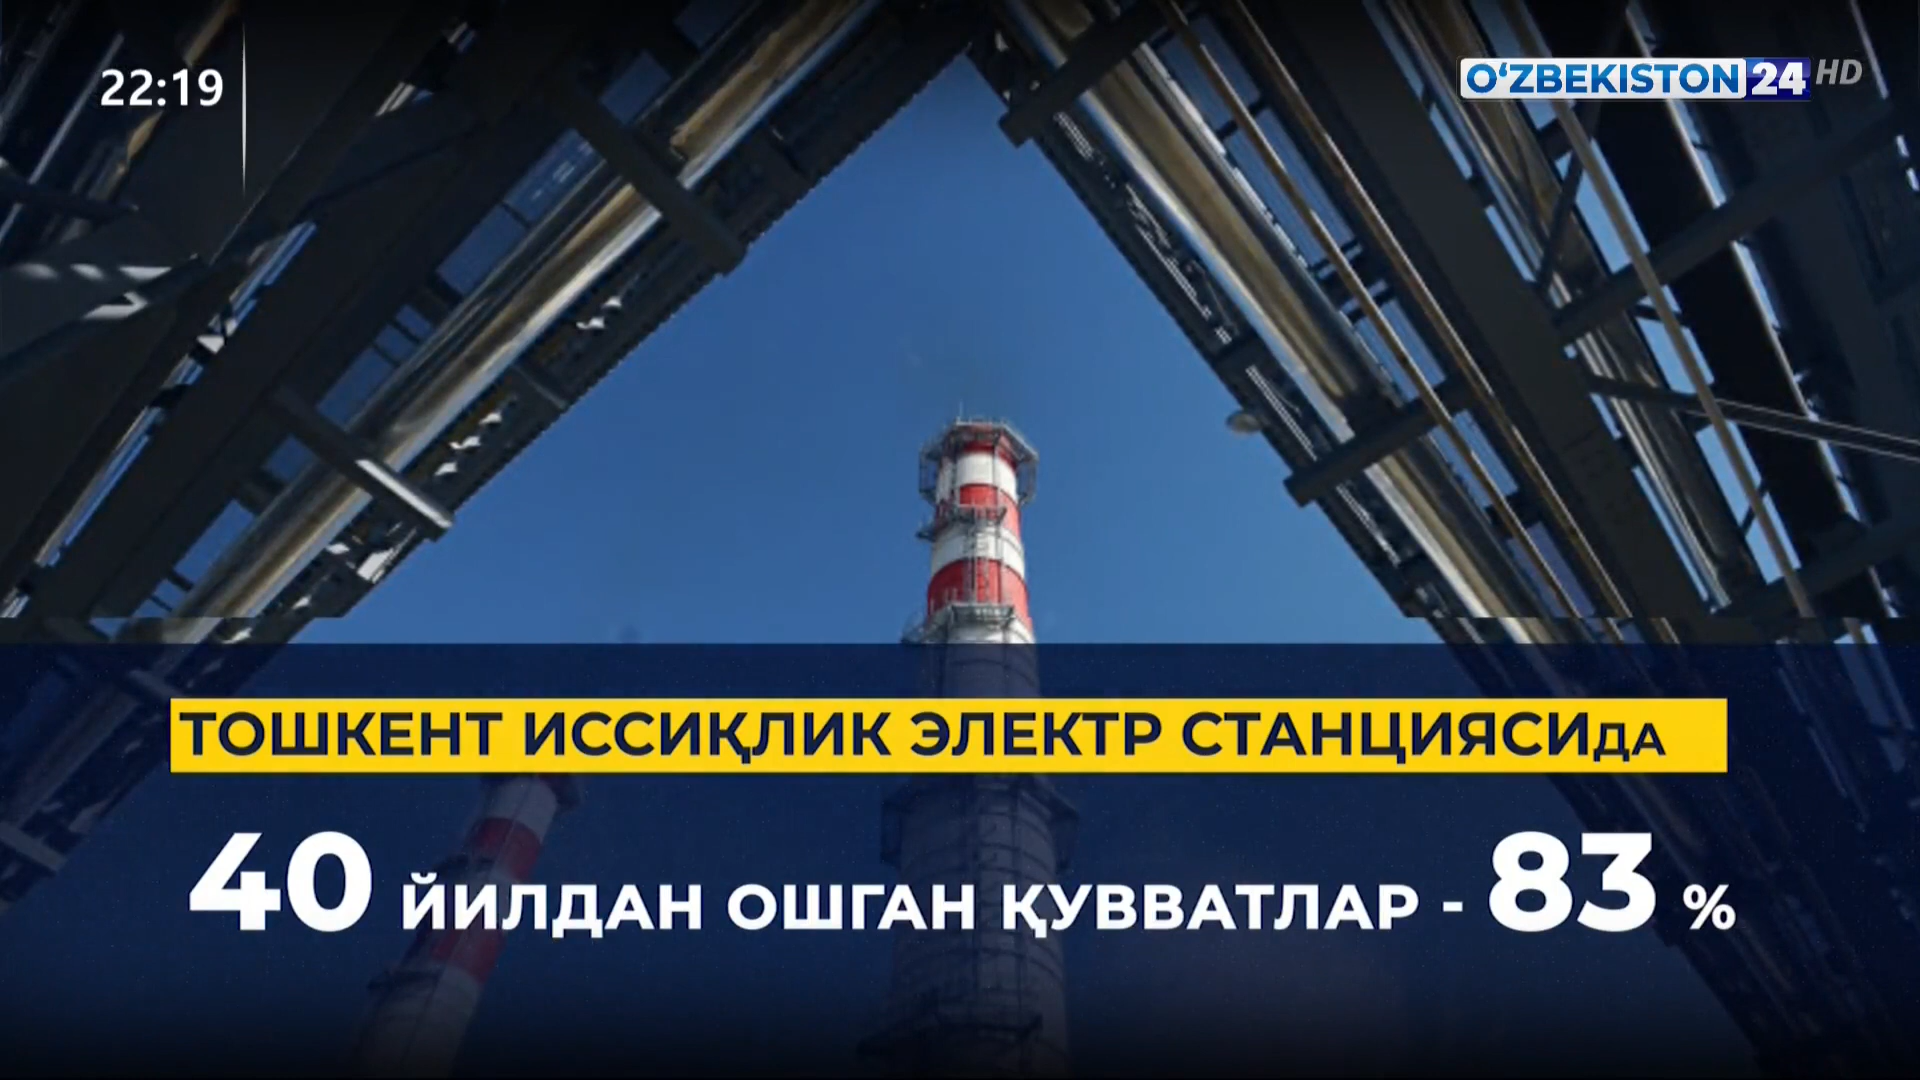 22:19
O‘ZBEKISTON 24 HD
ТОШКЕНТ ИССИҚЛИК ЭЛЕКТР СТАНЦИЯСИДА
40 ЙИЛДАН ОШГАН ҚУВВАТЛАР - 83 %